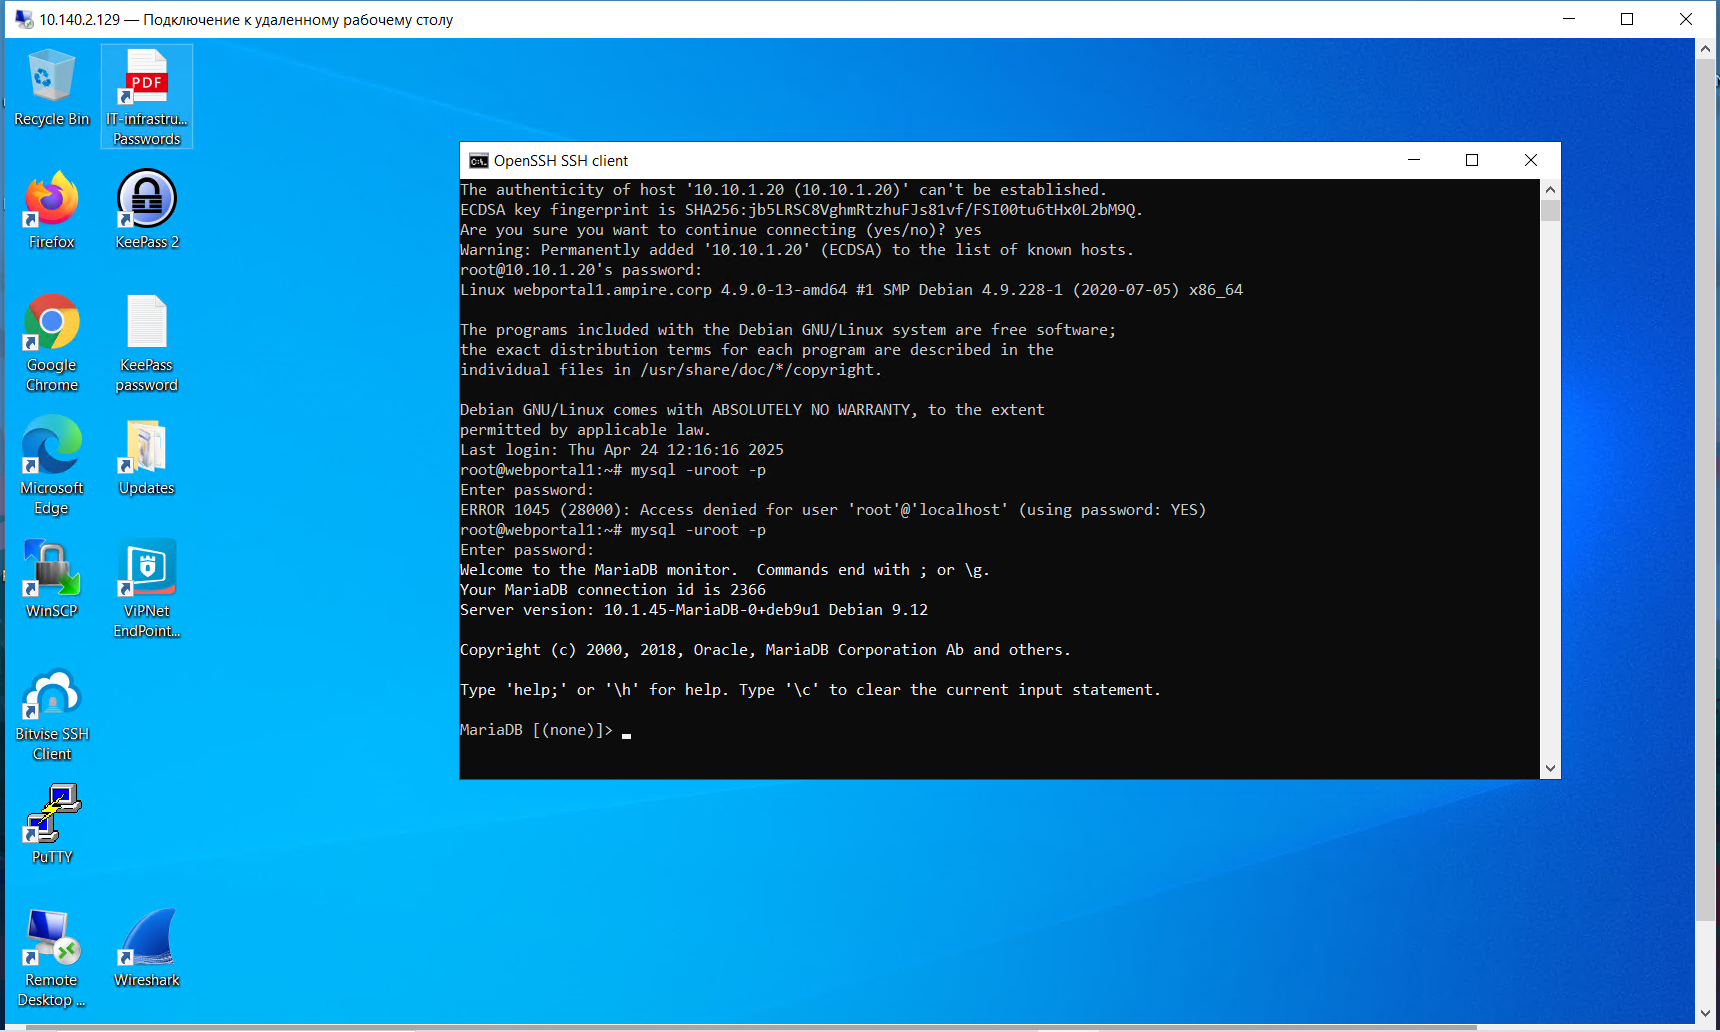 10.140.2.129 — Подключение к удаленному рабочему столу
Recycle Bin
PDF
IT-infrastru...
Passwords
Firefox
KeePass 2
Google
Chrome
KeePass
password
Microsoft
Edge
Updates
WinSCP
ViPNet
EndPoint...
Bitvise SSH
Client
PuTTY
Remote
Desktop ...
Wireshark
OpenSSH SSH client
The authenticity of host '10.10.1.20 (10.10.1.20)' can't be established.
ECDSA key fingerprint is SHA256:jb5LRSC8VghmRtzhuFJs81vf/FSI00tu6tHx0L2bM9Q.
Are you sure you want to continue connecting (yes/no)? yes
Warning: Permanently added '10.10.1.20' (ECDSA) to the list of known hosts.
root@10.10.1.20's password:
Linux webportal1.ampire.corp 4.9.0-13-amd64 #1 SMP Debian 4.9.228-1 (2020-07-05) x86_64
The programs included with the Debian GNU/Linux system are free software;
the exact distribution terms for each program are described in the
individual files in /usr/share/doc/*/copyright.
Debian GNU/Linux comes with ABSOLUTELY NO WARRANTY, to the extent
permitted by applicable law.
Last login: Thu Apr 24 12:16:16 2025
root@webportal1:~# mysql -uroot -p
Enter password:
ERROR 1045 (28000): Access denied for user 'root'@'localhost' (using password: YES)
root@webportal1:~# mysql -uroot -p
Enter password:
Welcome to the MariaDB monitor.  Commands end with ; or \g.
Your MariaDB connection id is 2366
Server version: 10.1.45-MariaDB-0+deb9u1 Debian 9.12
Copyright (c) 2000, 2018, Oracle, MariaDB Corporation Ab and others.
Type 'help;' or '\h' for help. Type '\c' to clear the current input statement.
MariaDB [(none)]>